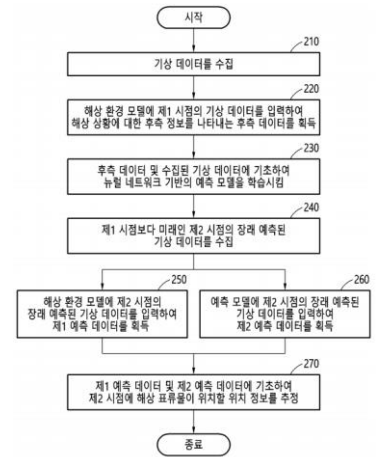 시작
210
기상 데이터를 수집
220
해상 환경 모델에 제1 시점의 기상 데이터를 입력하여
해상 상황에 대한 후측 정보를 나타내는 후측 데이터를 획득
230
후측 데이터 및 수집된 기상 데이터에 기초하여
뉴럴 네트워크 기반의 예측 모델을 학습시킴
240
제1 시점보다 미래인 제2 시점의 장래 예측된
기상 데이터를 수집
250
해상 환경 모델에 제2 시점의
장래 예측된 기상 데이터를 입력하여
제1 예측 데이터를 획득
260
예측 모델에 제2 시점의 장래 예측된
기상 데이터를 입력하여
제2 예측 데이터를 획득
270
제1 예측 데이터 및 제2 예측 데이터에 기초하여
제2 시점에 해상 표류물이 위치할 위치 정보를 추정
종료